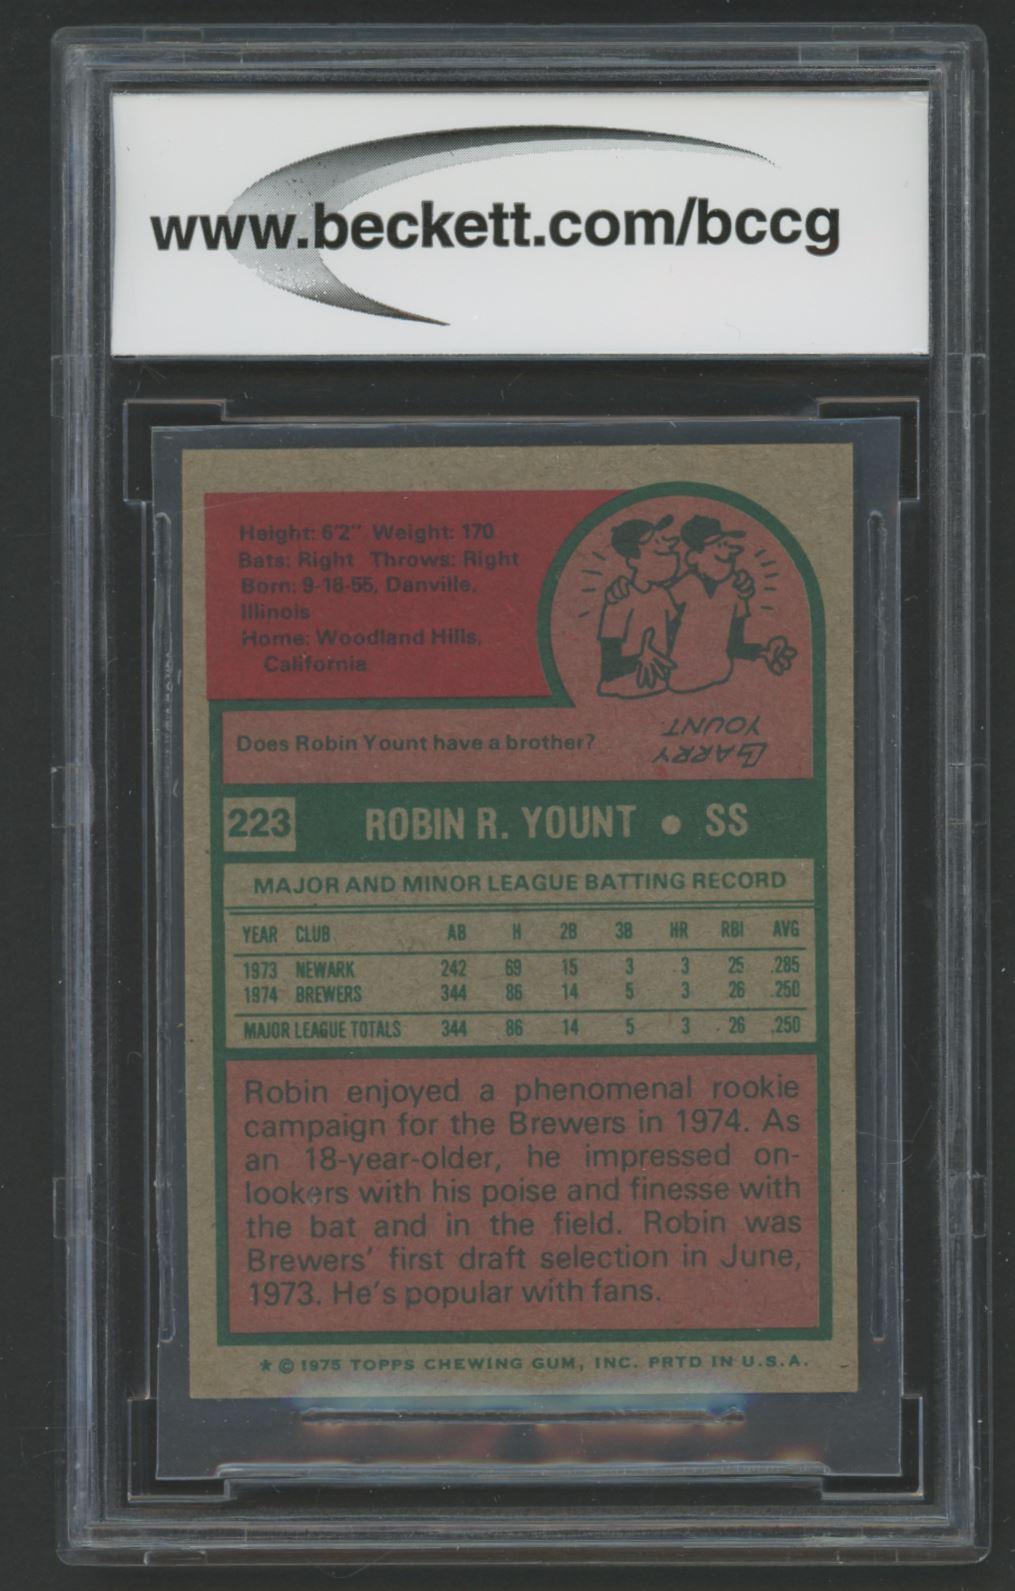 www.beckett.com/bccg
Height: 6'2" Weight: 170
Bats: Right Throws: Right
Born: 9-16-55, Danville,
Illinois
Home: Woodland Hills,
California
LARRY
YOUNT
Does Robin Yount have a brother?
223 ROBIN R. YOUNT • SS
MAJOR AND MINOR LEAGUE BATTING RECORD
YEAR CLUB AB H 2B 3B HR RBI AVG
1973 NEWARK 242 69 15 3 3 25 .285
1974 BREWERS 344 86 14 5 3 26 .250
MAJOR LEAGUE TOTALS 344 86 14 5 3 26 .250
Robin enjoyed a phenomenal rookie
campaign for the Brewers in 1974. As
an 18-year-older, he impressed on-
lookers with his poise and finesse with
the bat and in the field. Robin was
Brewers' first draft selection in June,
1973. He's popular with fans.
* © 1975 TOPPS CHEWING GUM, INC. PRTD IN U.S.A.